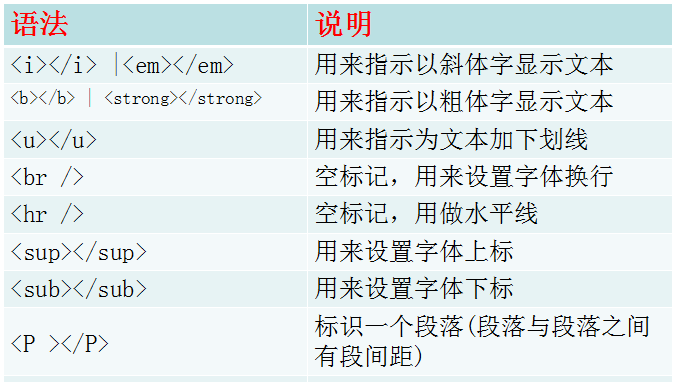 语法 说明
<i></i> |<em></em> 用来指示以斜体字显示文本
<b></b> | <strong></strong> 用来指示以粗体字显示文本
<u></u> 用来指示为文本加下划线
<br /> 空标记，用来设置字体换行
<hr /> 空标记，用做水平线
<sup></sup> 用来设置字体上标
<sub></sub> 用来设置字体下标
<P ></P> 标识一个段落(段落与段落之间
有段间距)